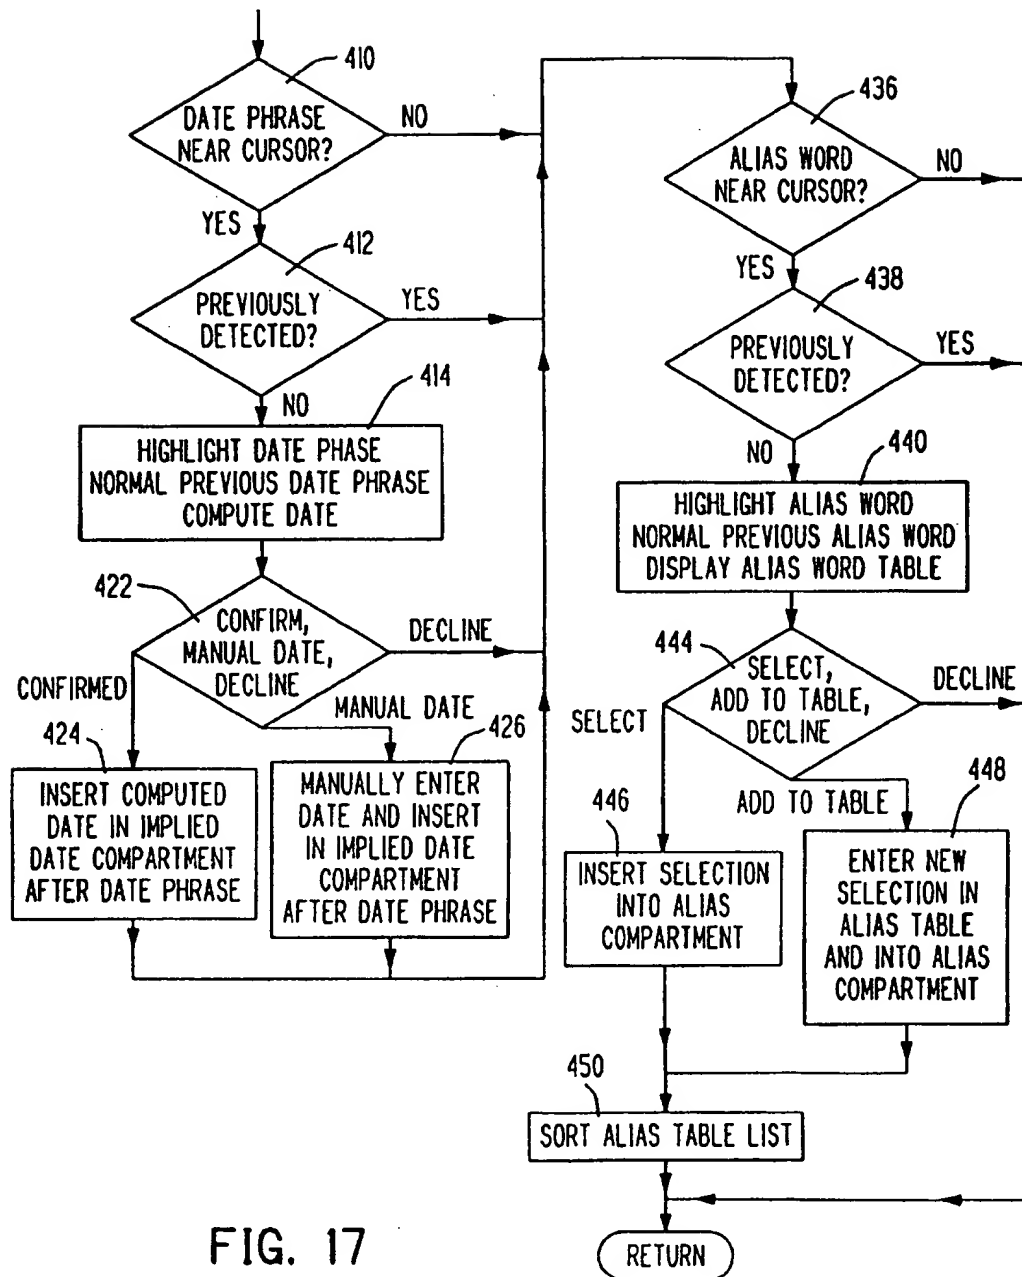 410
DATE PHRASE
NEAR CURSOR?
NO
YES
412
PREVIOUSLY
DETECTED?
YES
NO
414
HIGHLIGHT DATE PHASE
NORMAL PREVIOUS DATE PHRASE
COMPUTE DATE
422
CONFIRM,
MANUAL DATE,
DECLINE
DECLINE
CONFIRMED
MANUAL DATE
424
INSERT COMPUTED
DATE IN IMPLIED
DATE COMPARTMENT
AFTER DATE PHRASE
426
MANUALLY ENTER
DATE AND INSERT
IN IMPLIED DATE
COMPARTMENT
AFTER DATE PHRASE
436
ALIAS WORD
NEAR CURSOR?
NO
YES
438
PREVIOUSLY
DETECTED?
YES
NO
440
HIGHLIGHT ALIAS WORD
NORMAL PREVIOUS ALIAS WORD
DISPLAY ALIAS WORD TABLE
444
SELECT,
ADD TO TABLE,
DECLINE
DECLINE
SELECT
ADD TO TABLE
446
INSERT SELECTION
INTO ALIAS
COMPARTMENT
448
ENTER NEW
SELECTION IN
ALIAS TABLE
AND INTO ALIAS
COMPARTMENT
450
SORT ALIAS TABLE LIST
RETURN
FIG. 17